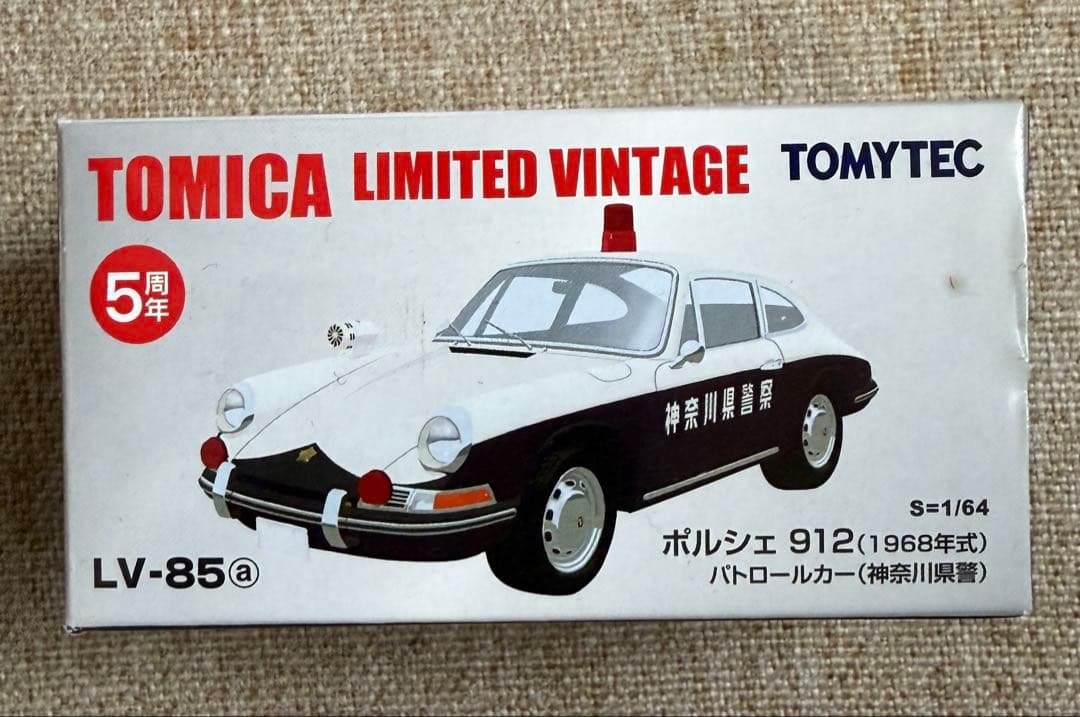 TOMICA LIMITED VINTAGE TOMYTEC
5周年
神奈川県警察
S=1/64
ポルシェ 912(1968年式)
LV-85ⓐ パトロールカー(神奈川県警)